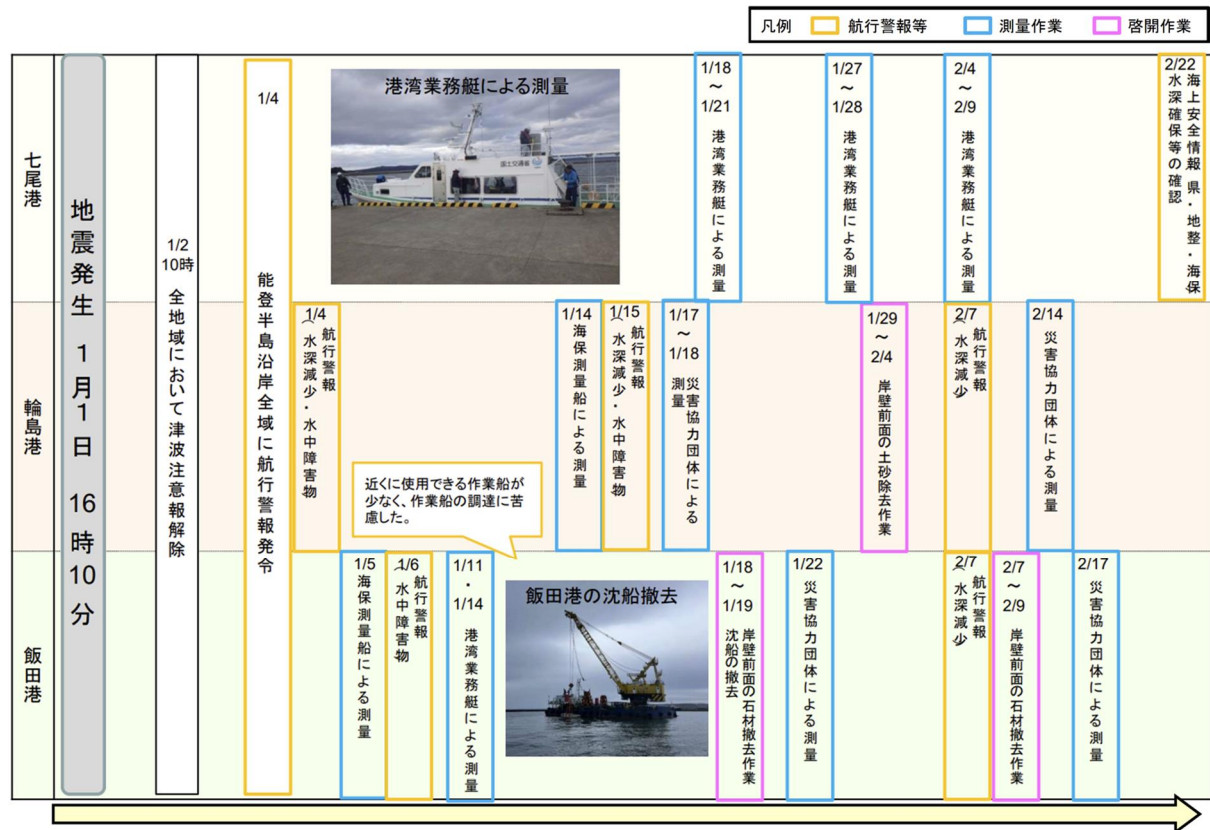 凡例 航行警報等 測量作業 啓開作業
七尾港
輪島港
飯田港
地震発生 1月1日 16時10分
1/2
10時
全地域において津波注意報解除
1/4
能登半島沿岸全域に航行警報発令
港湾業務艇による測量
国土交通省
1/18
～
1/21
港湾業務艇による測量
1/27
～
1/28
港湾業務艇による測量
2/4
～
2/9
港湾業務艇による測量
2/22
海上安全情報 県・地整・海保
水深確保等の確認
1/4
航行警報
(水深減少・水中障害物)
1/14
海保測量船による測量
1/15
航行警報
(水深減少・水中障害物)
1/17
～
1/18
災害協力団体による
測量
1/29
～
2/4
岸壁前面の土砂除去作業
2/7
航行警報
(水深減少)
2/14
災害協力団体による測量
近くに使用できる作業船が
少なく、作業船の調達に苦
慮した。
1/5
海保測量船による測量
1/6
航行警報
(水中障害物)
1/11
・
1/14
港湾業務艇による測量
飯田港の沈船撤去
1/18
～
1/19
岸壁前面の石材撤去作業
沈船の撤去
1/22
災害協力団体による測量
2/7
航行警報
(水深減少)
2/7
～
2/9
岸壁前面の石材撤去作業
2/17
災害協力団体による測量